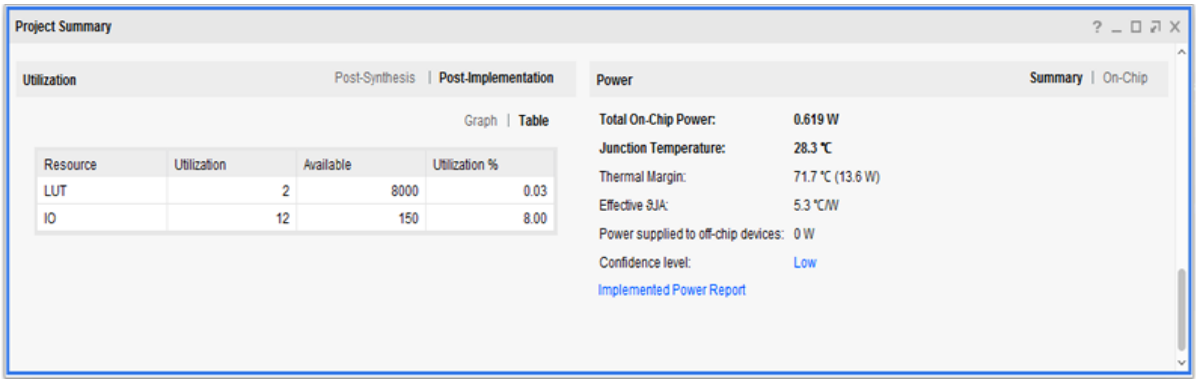 Project Summary
Utilization Post-Synthesis | Post-Implementation
Graph | Table
Resource Utilization Available Utilization %
LUT 2 8000 0.03
IO 12 150 8.00
Power Summary | On-Chip
Total On-Chip Power: 0.619 W
Junction Temperature: 28.3 ℃
Thermal Margin: 71.7 ℃ (13.6 W)
Effective ϑJA: 5.3 ℃/W
Power supplied to off-chip devices: 0 W
Confidence level: Low
Implemented Power Report